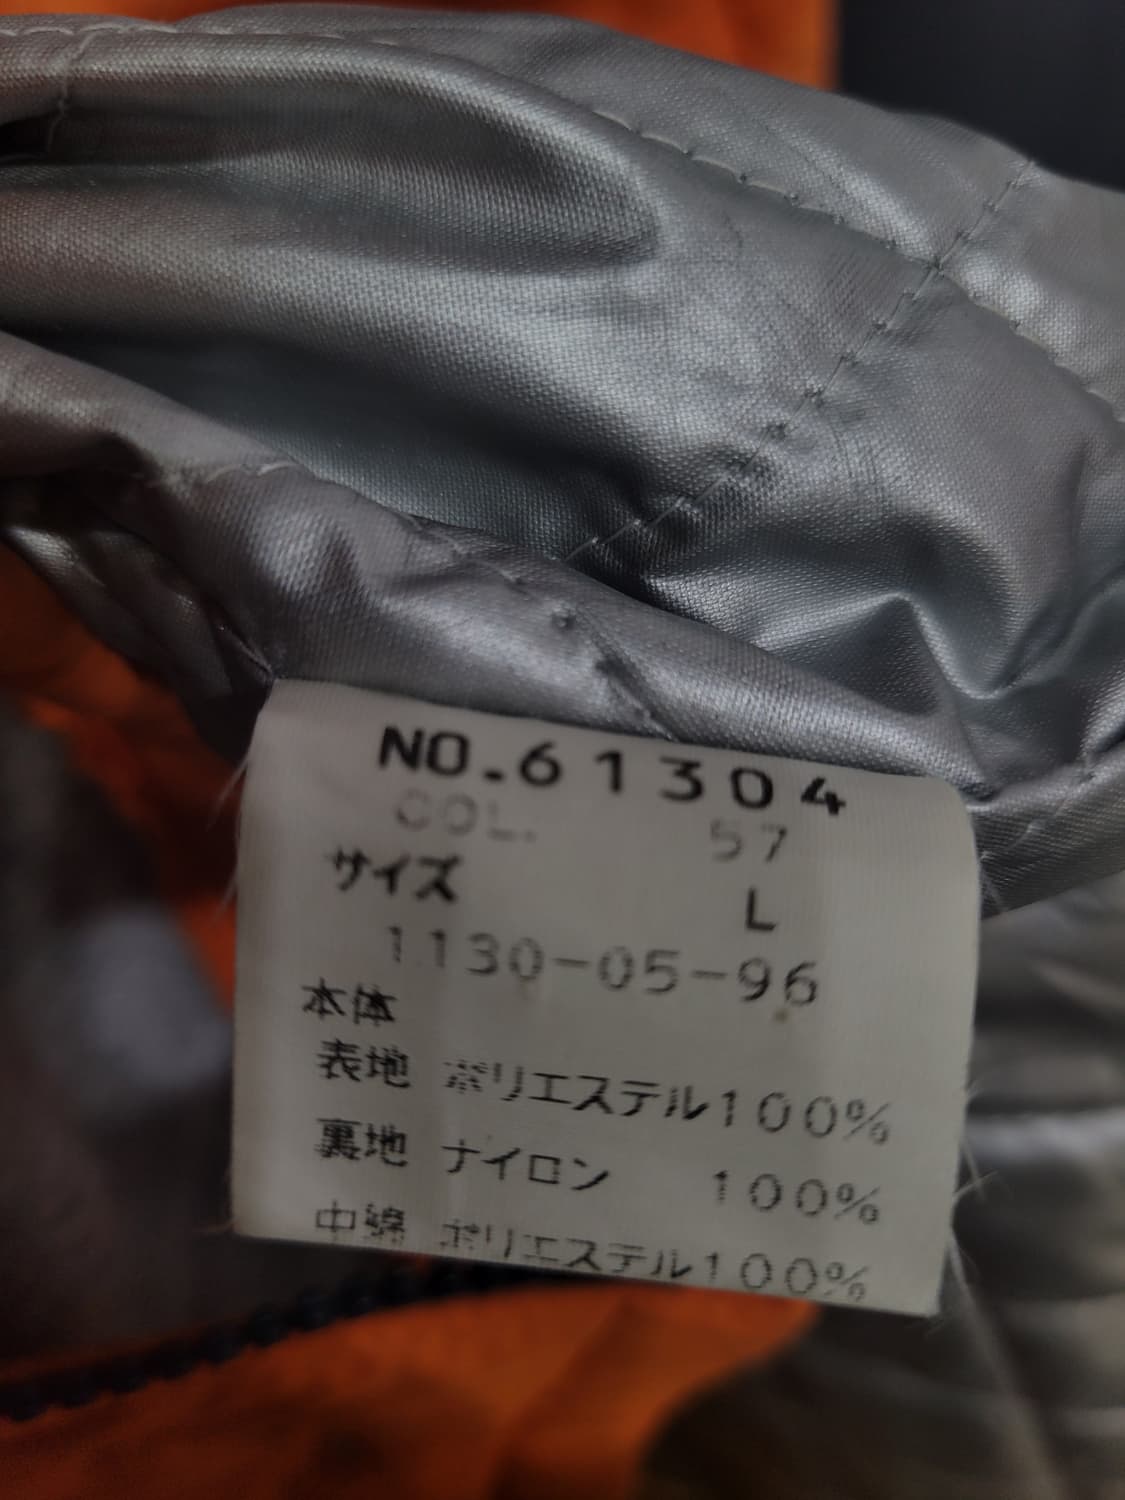 NO.61304
COL. 57
サイズ L
1130-05-96
本体
表地 ポリエステル100%
裏地 ナイロン 100%
中綿 ポリエステル100%